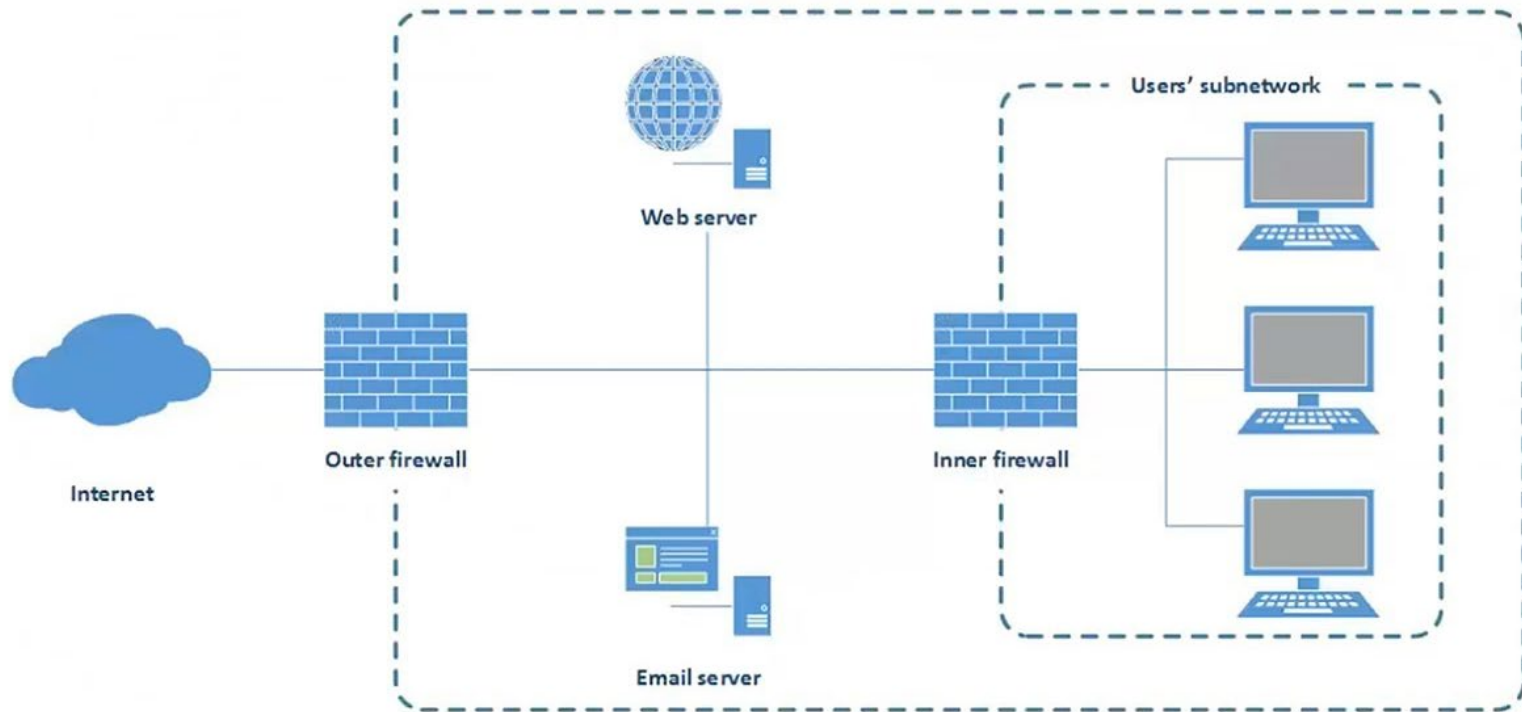 Users' subnetwork
Web server
Outer firewall
Inner firewall
Internet
Email server